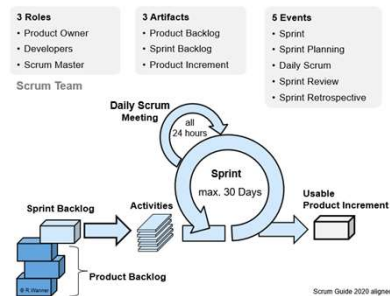 3 Roles
• Product Owner
• Developers
• Scrum Master
3 Artifacts
• Product Backlog
• Sprint Backlog
• Product Increment
5 Events
• Sprint
• Sprint Planning
• Daily Scrum
• Sprint Review
• Sprint Retrospective
Scrum Team
Daily Scrum
Meeting
all
24 hours
Sprint
max. 30 Days
Sprint Backlog
Activities
Usable
Product Increment
Product Backlog
Scrum Guide 2020 aligned